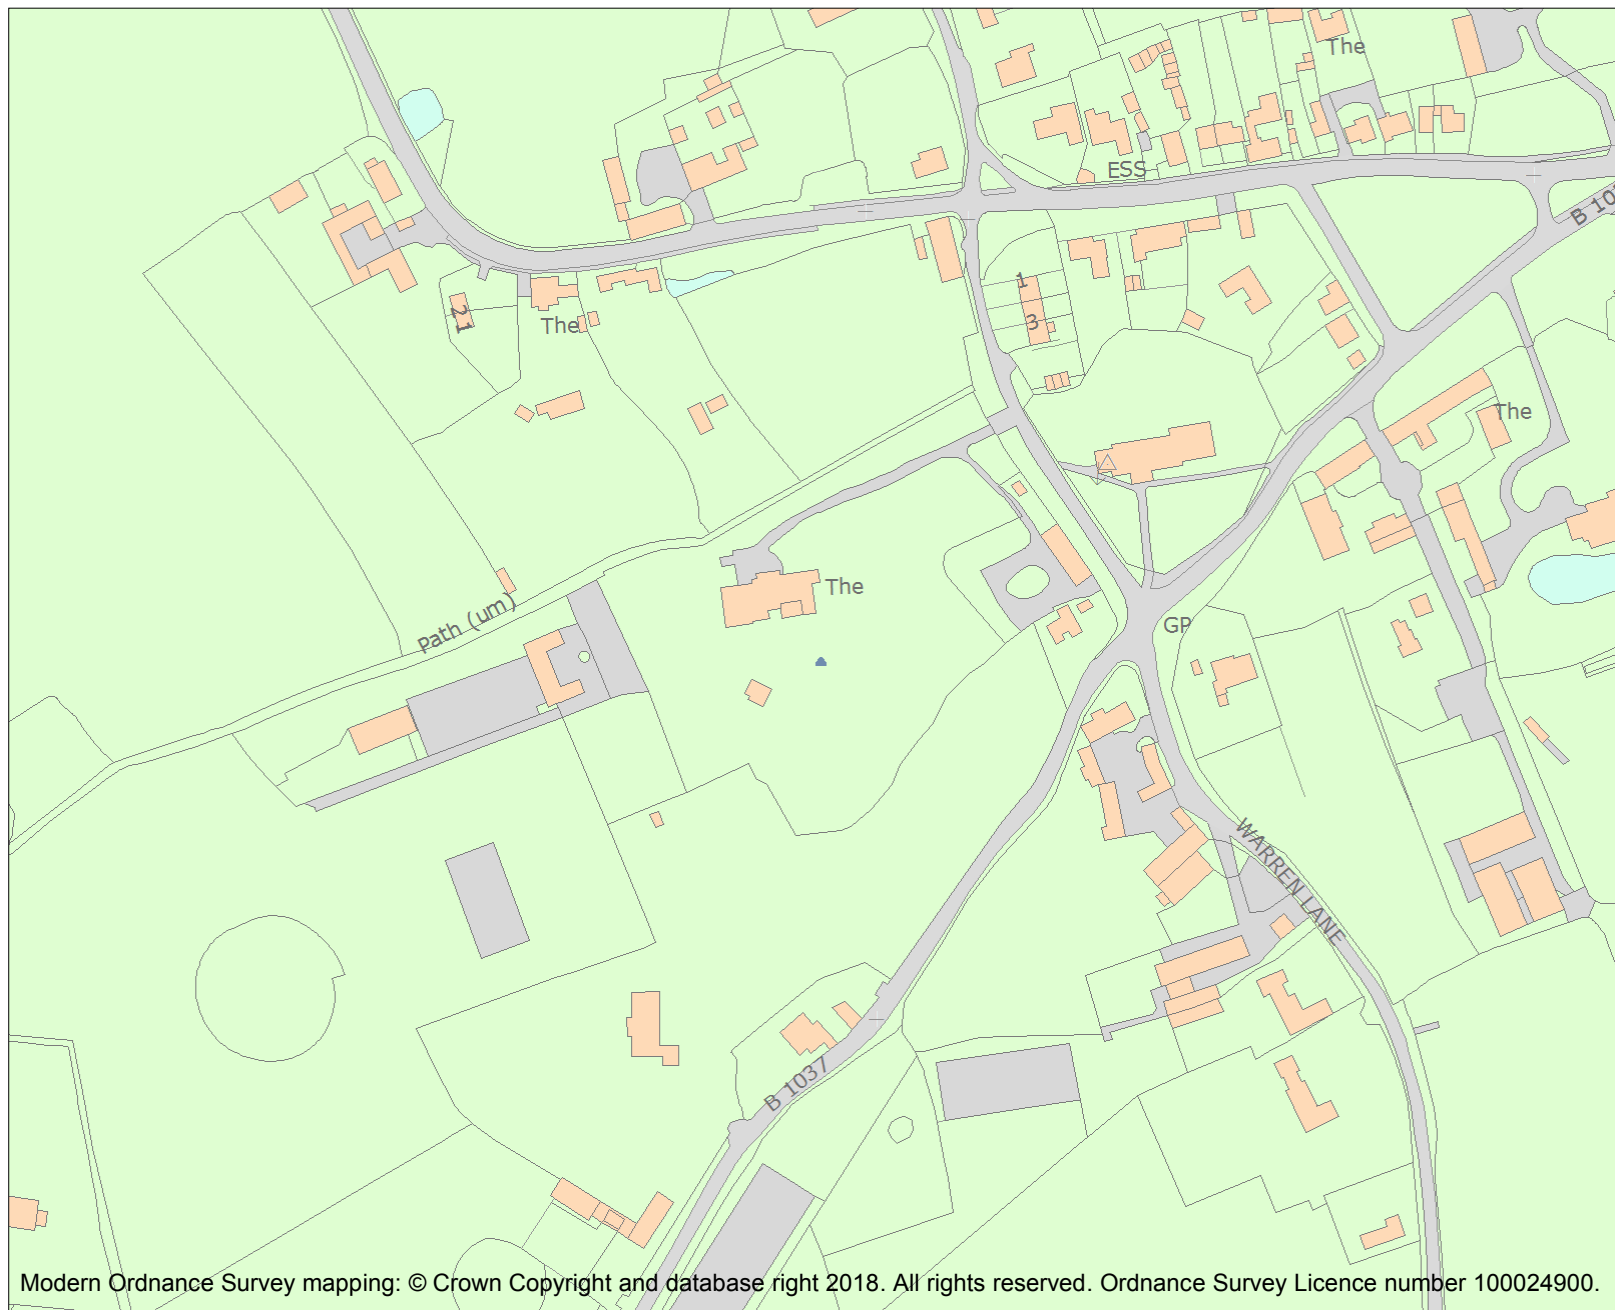 The
ESS
B 10
1
3
21
The
The
The
Path (um)
GP
WARREN LANE
B 1037
Modern Ordnance Survey mapping: © Crown Copyright and database right 2018. All rights reserved. Ordnance Survey Licence number 100024900.